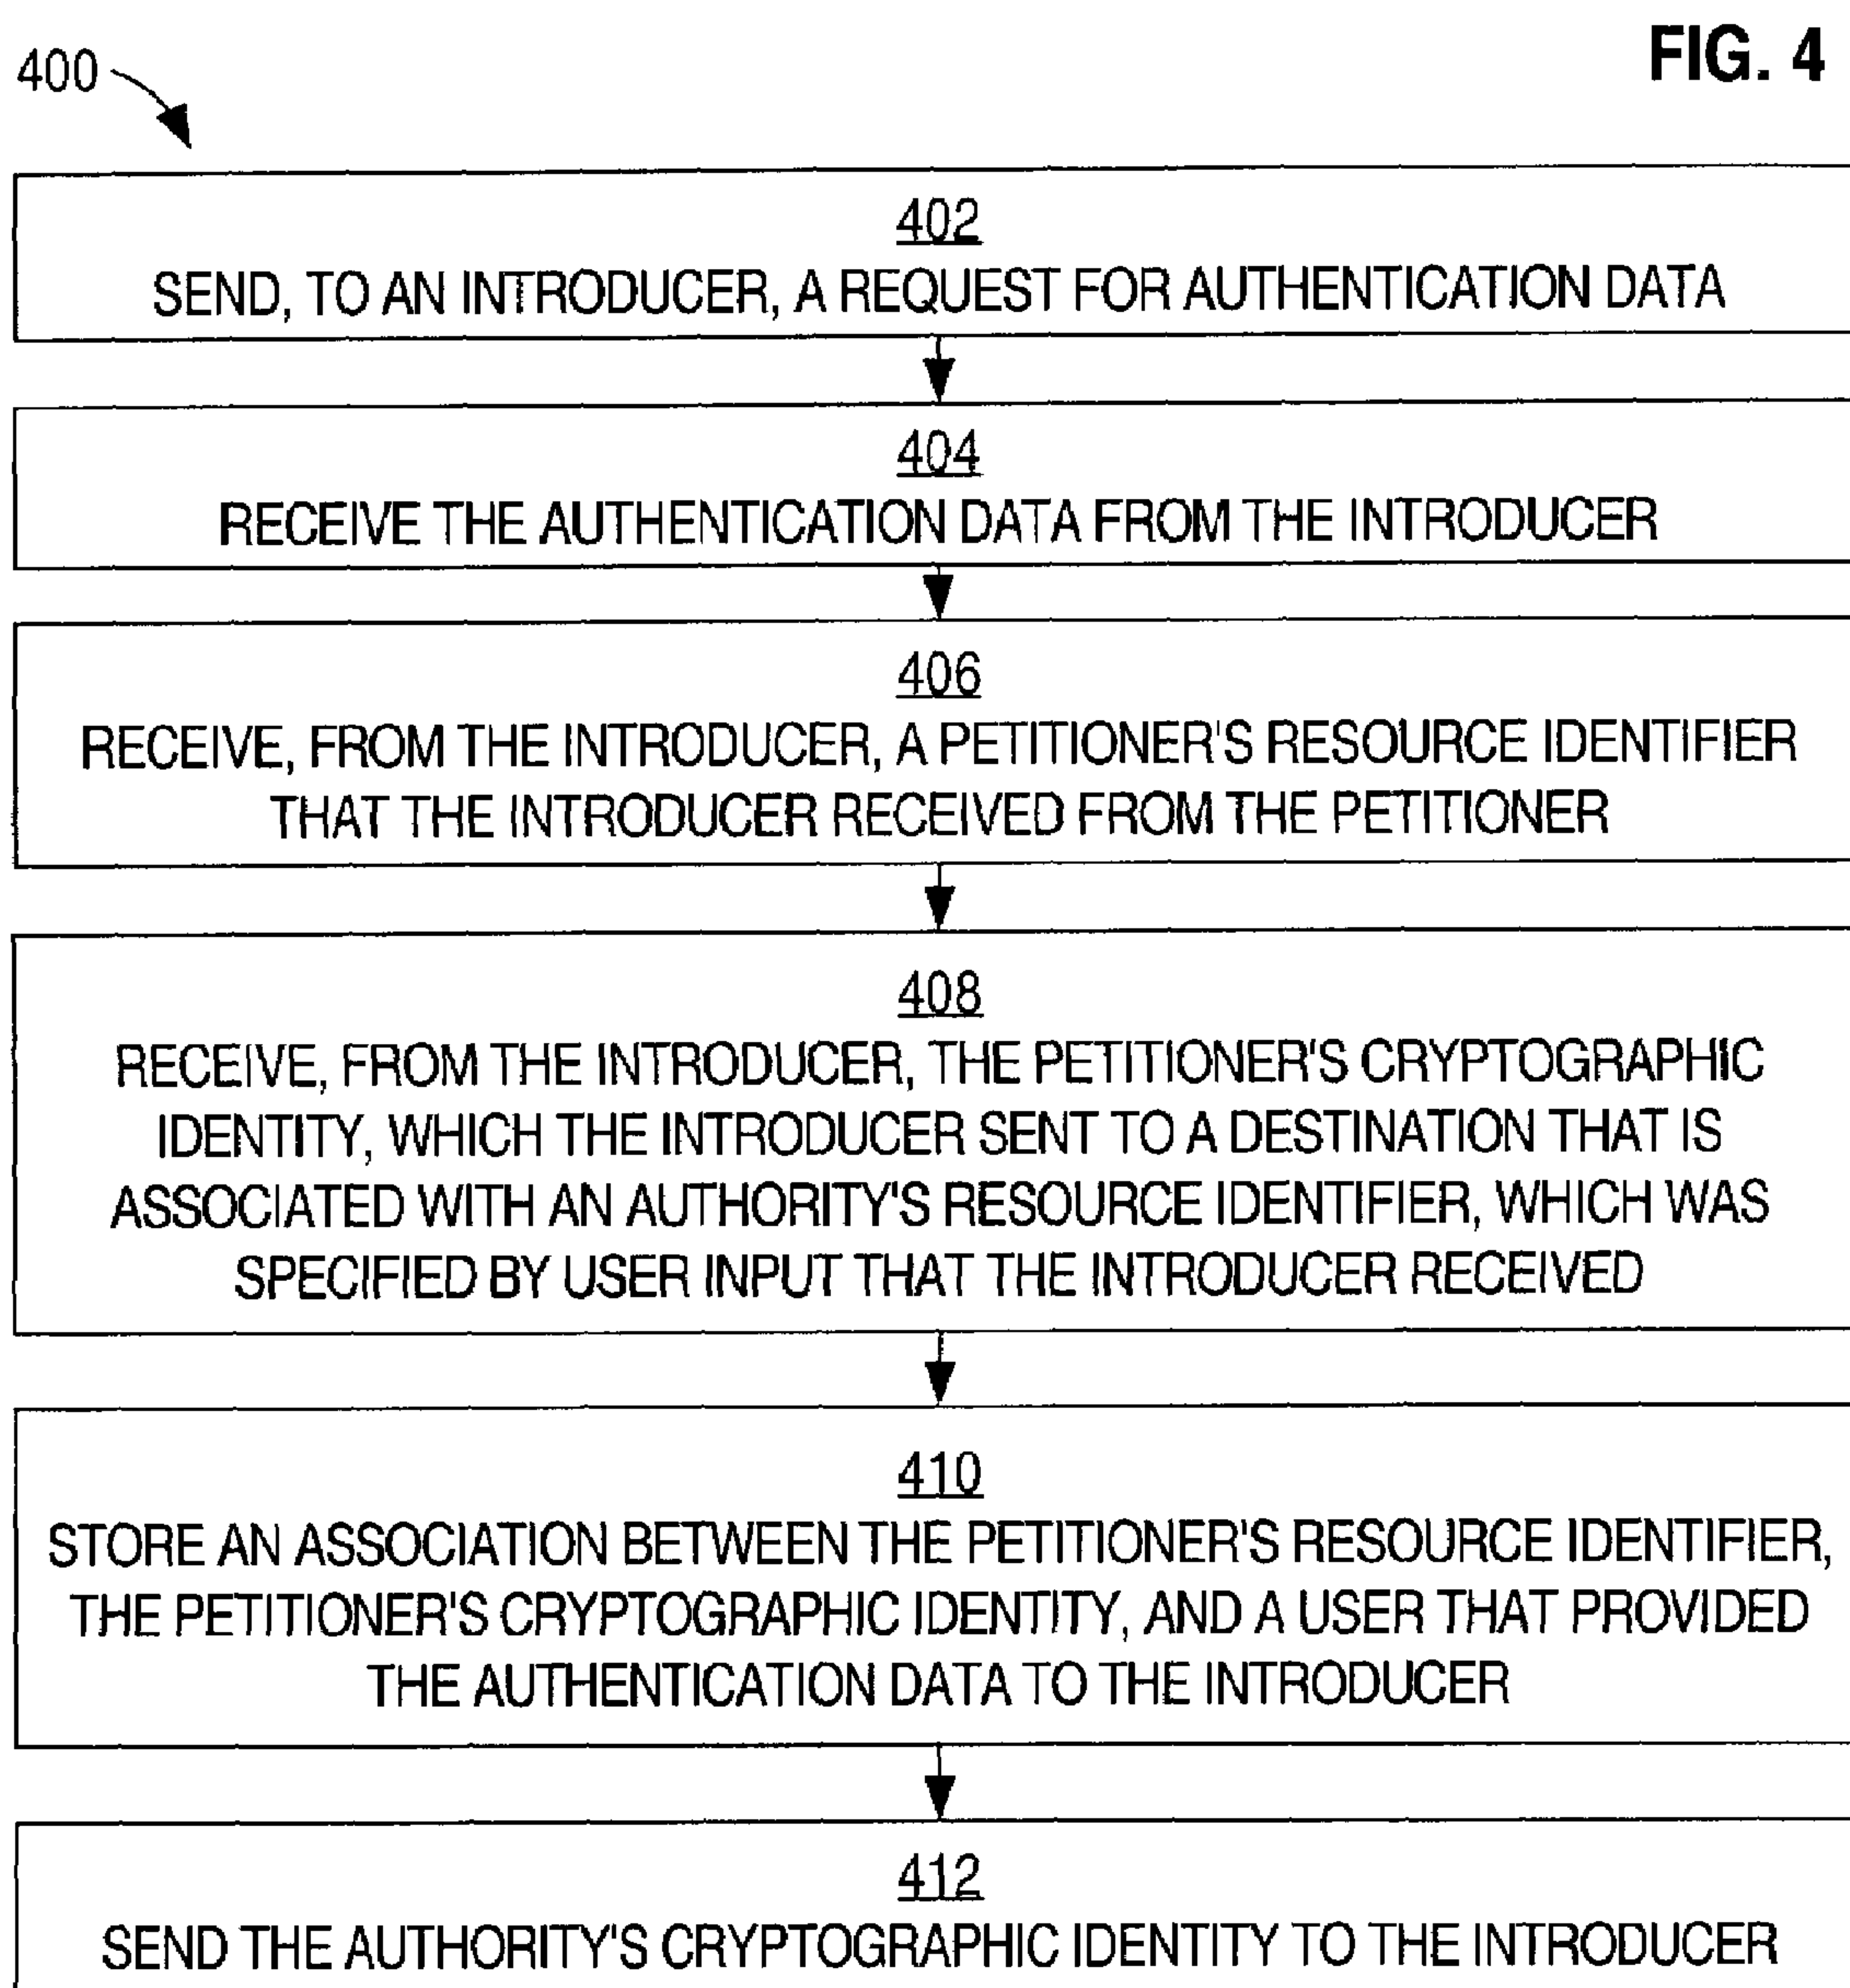 FIG. 4
400
402
SEND, TO AN INTRODUCER, A REQUEST FOR AUTHENTICATION DATA
404
RECEIVE THE AUTHENTICATION DATA FROM THE INTRODUCER
406
RECEIVE, FROM THE INTRODUCER, A PETITIONER'S RESOURCE IDENTIFIER
THAT THE INTRODUCER RECEIVED FROM THE PETITIONER
408
RECEIVE, FROM THE INTRODUCER, THE PETITIONER'S CRYPTOGRAPHIC
IDENTITY, WHICH THE INTRODUCER SENT TO A DESTINATION THAT IS
ASSOCIATED WITH AN AUTHORITY'S RESOURCE IDENTIFIER, WHICH WAS
SPECIFIED BY USER INPUT THAT THE INTRODUCER RECEIVED
410
STORE AN ASSOCIATION BETWEEN THE PETITIONER'S RESOURCE IDENTIFIER,
THE PETITIONER'S CRYPTOGRAPHIC IDENTITY, AND A USER THAT PROVIDED
THE AUTHENTICATION DATA TO THE INTRODUCER
412
SEND THE AUTHORITY'S CRYPTOGRAPHIC IDENTITY TO THE INTRODUCER